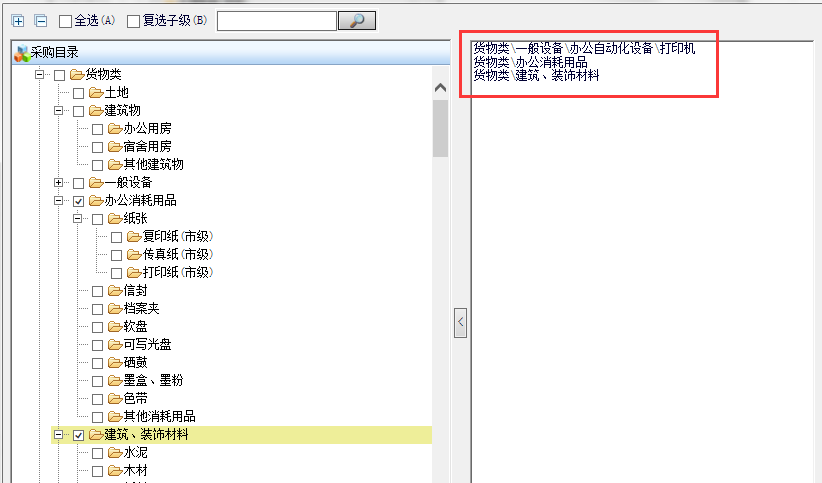 全选(A) 复选子级(B)
采购目录
货物类
土地
建筑物
办公用房
宿舍用房
其他建筑物
一般设备
办公消耗用品
纸张
复印纸(市级)
传真纸(市级)
打印纸(市级)
信封
档案夹
软盘
可写光盘
硒鼓
墨盒、墨粉
色带
其他消耗用品
建筑、装饰材料
水泥
木材
货物类\一般设备\办公自动化设备\打印机
货物类\办公消耗用品
货物类\建筑、装饰材料